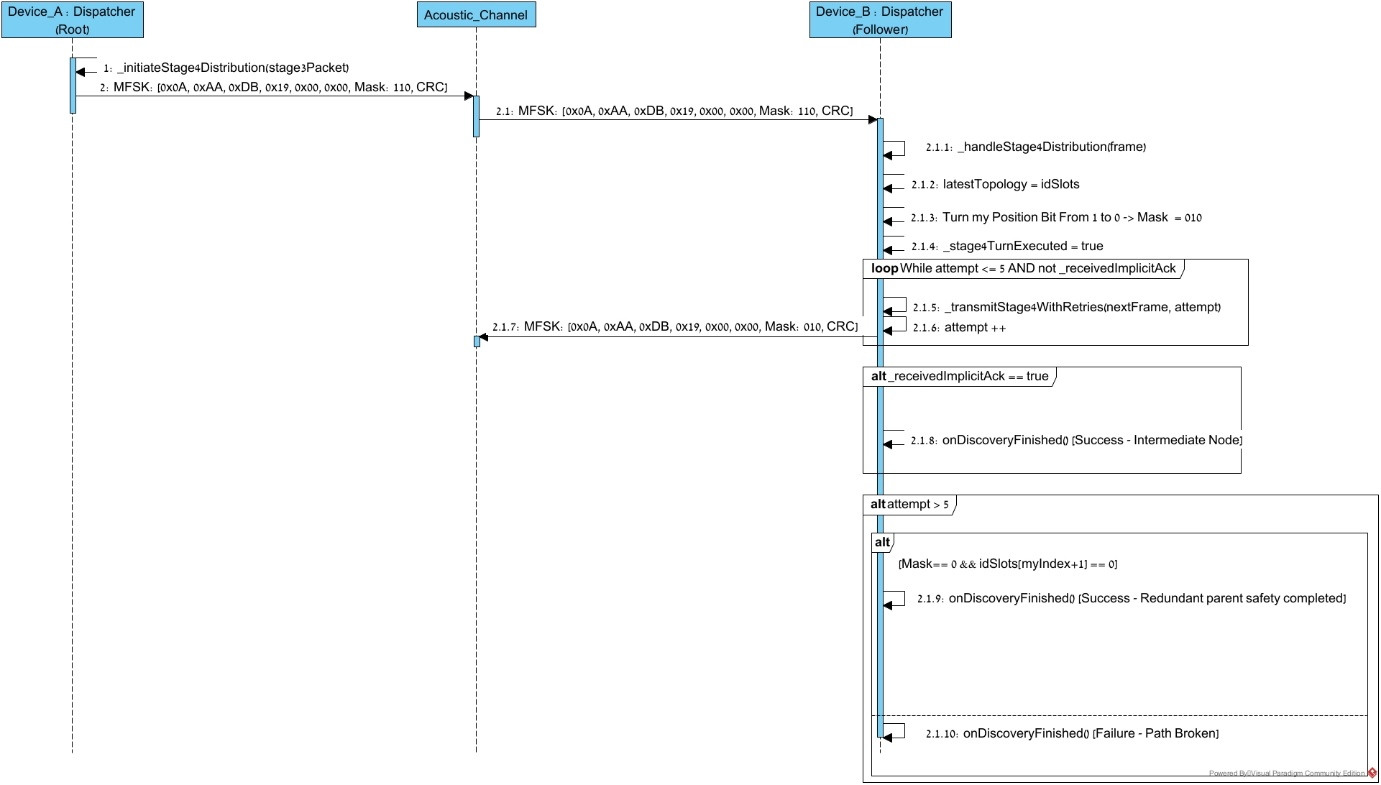 Device_A : Dispatcher
(Root)
Acoustic_Channel
Device_B : Dispatcher
(Follower)
1: _initiateStage4Distribution(stage3Packet)
2: MFSK: [0x0A, 0xAA, 0xDB, 0x19, 0x00, 0x00, Mask: 110, CRC]
2.1: MFSK: [0x0A, 0xAA, 0xDB, 0x19, 0x00, 0x00, Mask: 110, CRC]
2.1.1: _handleStage4Distribution(frame)
2.1.2: latestTopology = idSlots
2.1.3: Turn my Position Bit From 1 to 0 -> Mask = 010
2.1.4: _stage4TurnExecuted = true
loop While attempt <= 5 AND not _receivedImplicitAck
2.1.5: _transmitStage4WithRetries(nextFrame, attempt)
2.1.6: attempt ++
2.1.7: MFSK: [0x0A, 0xAA, 0xDB, 0x19, 0x00, 0x00, Mask: 010, CRC]
alt _receivedImplicitAck == true
2.1.8: onDiscoveryFinished() [Success - Intermediate Node]
alt attempt > 5
alt
[Mask== 0 && idSlots[myIndex+1] == 0]
2.1.9: onDiscoveryFinished() [Success - Redundant parent safety completed]
2.1.10: onDiscoveryFinished() [Failure - Path Broken]
Powered By Visual Paradigm Community Edition